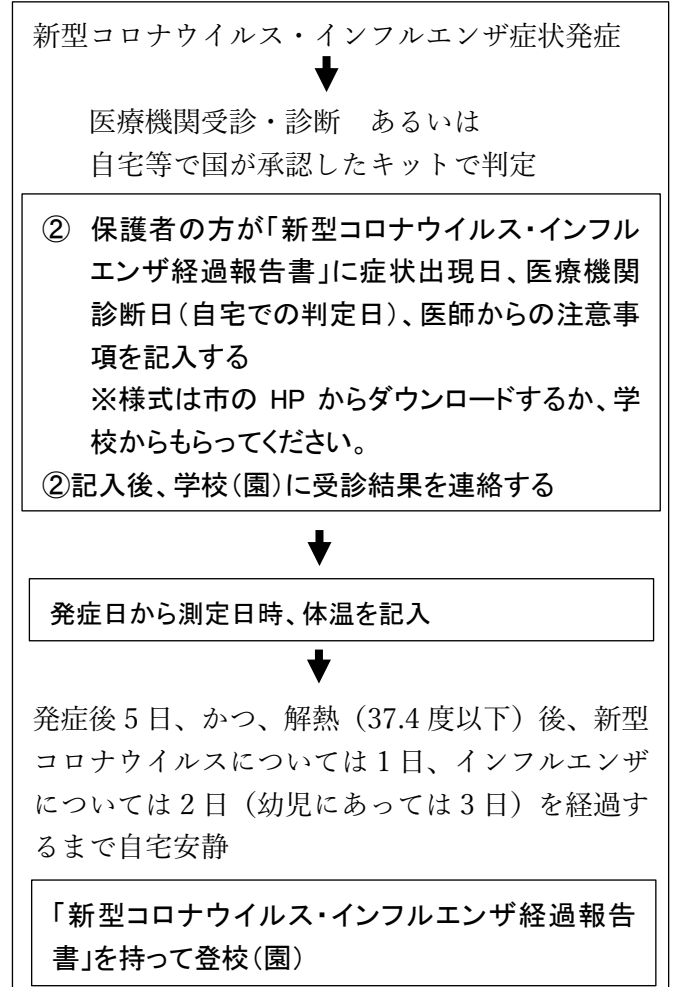 新型コロナウイルス・インフルエンザ症状発症
医療機関受診・診断　あるいは
自宅等で国が承認したキットで判定
②　保護者の方が「新型コロナウイルス・インフル
エンザ経過報告書」に症状出現日、医療機関
診断日(自宅での判定日)、医師からの注意事
項を記入する
※様式は市の HP からダウンロードするか、学
校からもらってください。
②記入後、学校(園)に受診結果を連絡する
発症日から測定日時、体温を記入
発症後 5 日、かつ、解熱（37.4 度以下）後、新型
コロナウイルスについては 1 日、インフルエンザ
については 2 日（幼児にあっては 3 日）を経過す
るまで自宅安静
「新型コロナウイルス・インフルエンザ経過報告
書」を持って登校(園)